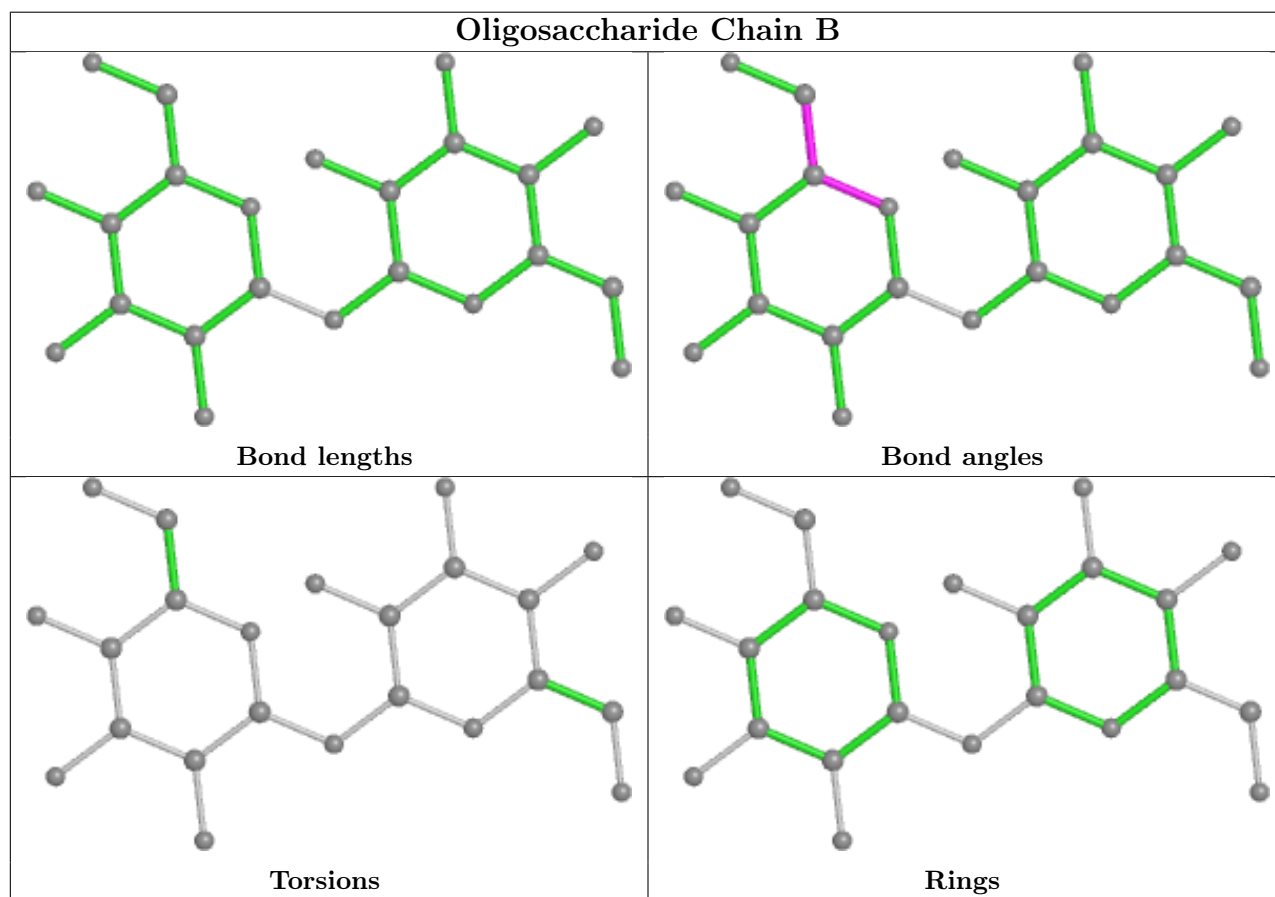 Oligosaccharide Chain B
Bond lengths
Bond angles
Torsions
Rings